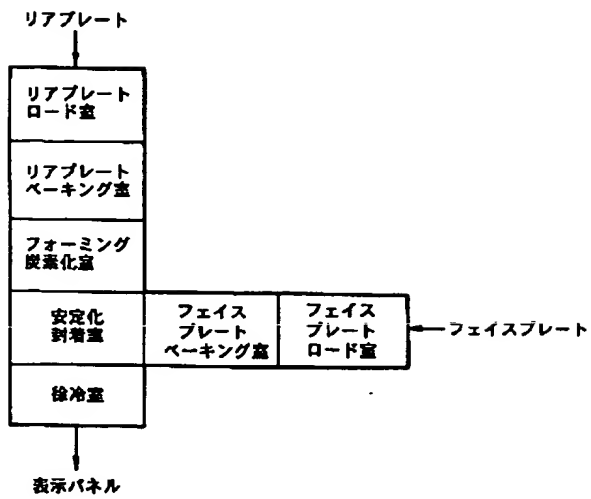 リアプレート
リアプレート
ロード室
リアプレート
ベーキング室
フォーミング
炭素化室
安定化
封着室
フェイス
プレート
ベーキング室
フェイス
プレート
ロード室
フェイスプレート
徐冷室
表示パネル